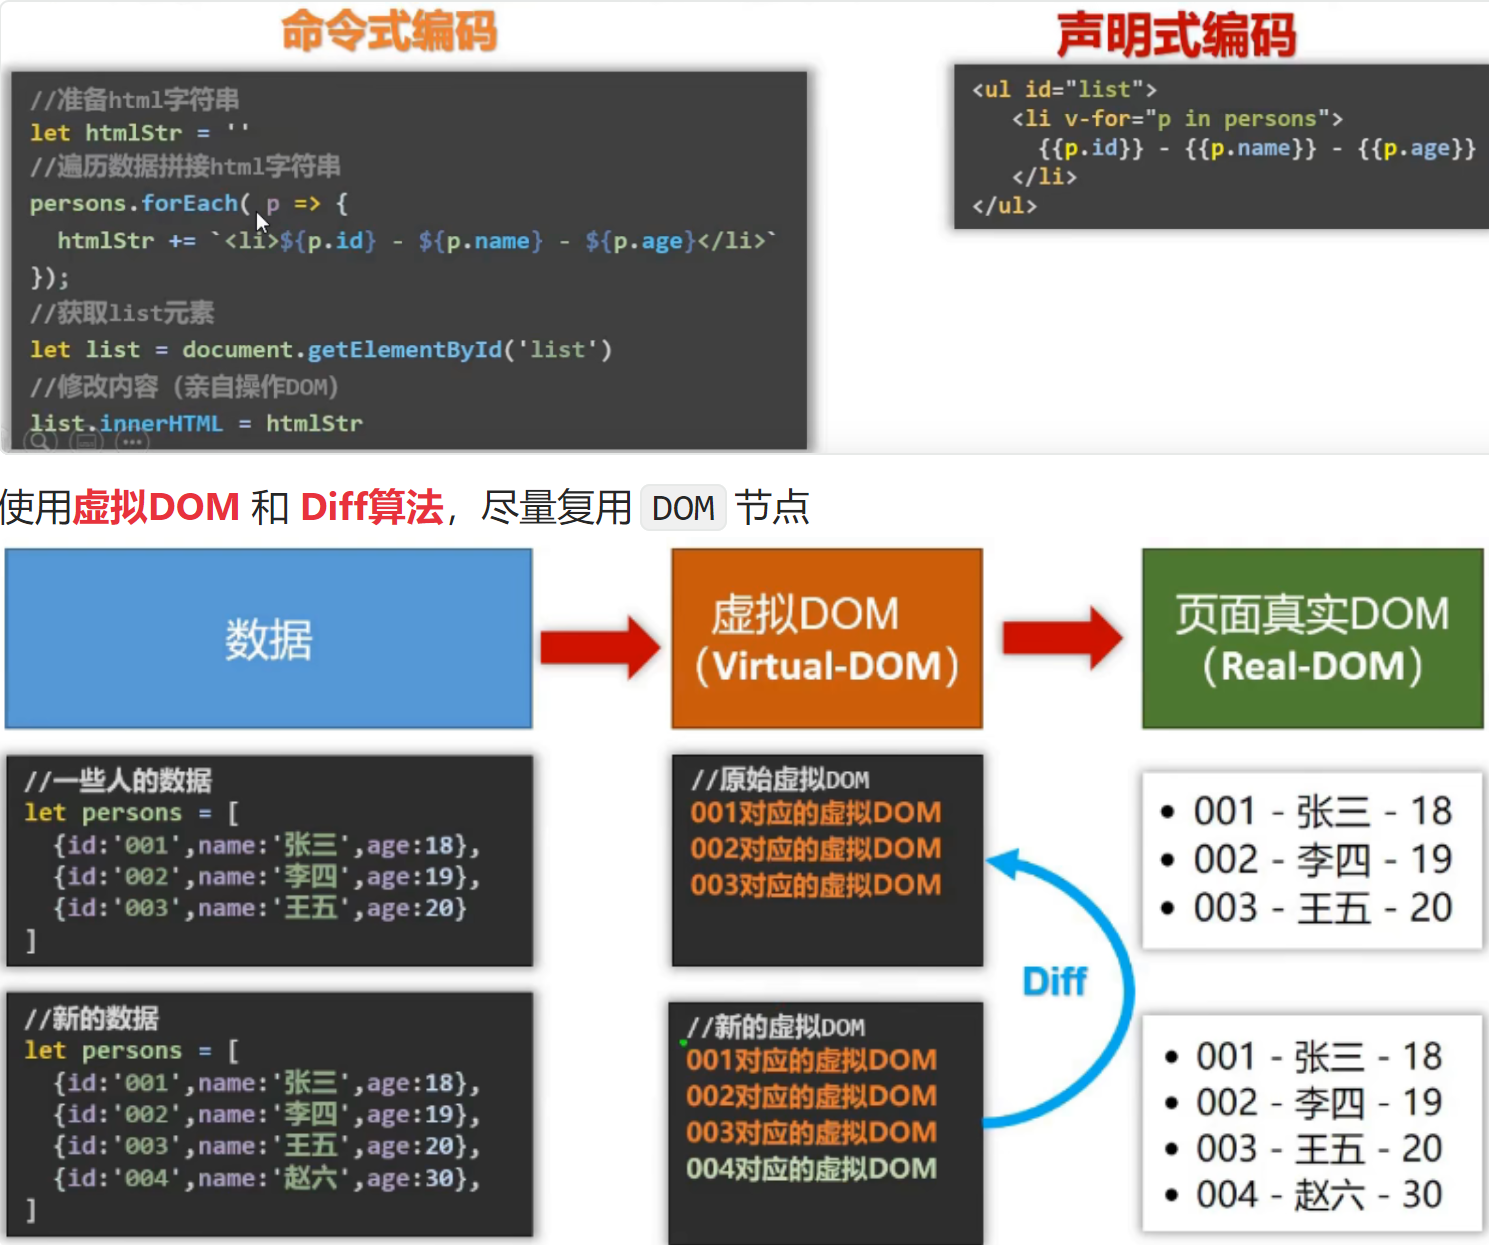 命令式编码
//准备html字符串
let htmlStr = ''
//遍历数据拼接html字符串
persons.forEach( p => {
  htmlStr += `<li>${p.id} - ${p.name} - ${p.age}</li>`
});
//获取list元素
let list = document.getElementById('list')
//修改内容（亲自操作DOM）
list.innerHTML = htmlStr
声明式编码
<ul id="list">
  <li v-for="p in persons">
    {{p.id}} - {{p.name}} - {{p.age}}
  </li>
</ul>
使用虚拟DOM 和 Diff算法，尽量复用 DOM 节点
数据
虚拟DOM
（Virtual-DOM）
页面真实DOM
（Real-DOM）
//一些人的数据
let persons = [
  {id:'001',name:'张三',age:18},
  {id:'002',name:'李四',age:19},
  {id:'003',name:'王五',age:20}
]
//原始虚拟DOM
001对应的虚拟DOM
002对应的虚拟DOM
003对应的虚拟DOM
• 001 - 张三 - 18
• 002 - 李四 - 19
• 003 - 王五 - 20
Diff
//新的数据
let persons = [
  {id:'001',name:'张三',age:18},
  {id:'002',name:'李四',age:19},
  {id:'003',name:'王五',age:20},
  {id:'004',name:'赵六',age:30},
]
//新的虚拟DOM
001对应的虚拟DOM
002对应的虚拟DOM
003对应的虚拟DOM
004对应的虚拟DOM
• 001 - 张三 - 18
• 002 - 李四 - 19
• 003 - 王五 - 20
• 004 - 赵六 - 30